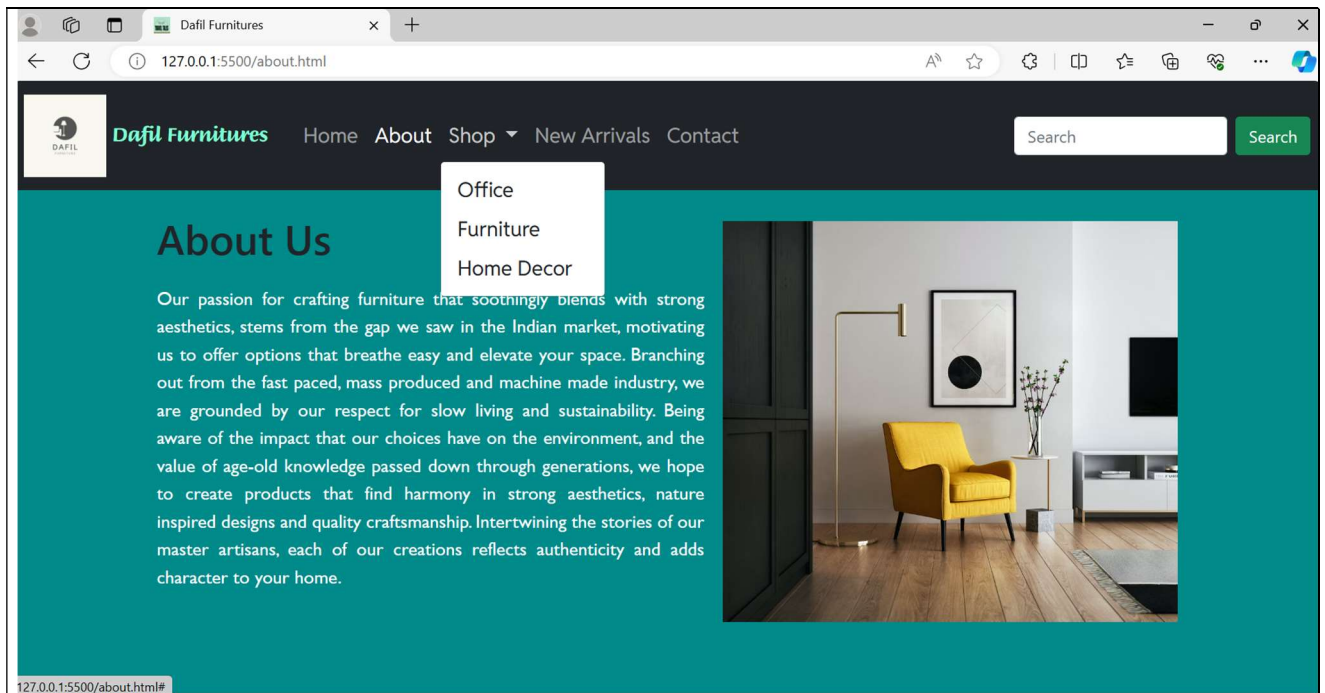 Dafil Furnitures
127.0.0.1:5500/about.html
DAFIL
Dafil Furnitures Home About Shop New Arrivals Contact Search Search
Office
Furniture
Home Decor
About Us
Our passion for crafting furniture that soothingly blends with strong
aesthetics, stems from the gap we saw in the Indian market, motivating
us to offer options that breathe easy and elevate your space. Branching
out from the fast paced, mass produced and machine made industry, we
are grounded by our respect for slow living and sustainability. Being
aware of the impact that our choices have on the environment, and the
value of age-old knowledge passed down through generations, we hope
to create products that find harmony in strong aesthetics, nature
inspired designs and quality craftsmanship. Intertwining the stories of our
master artisans, each of our creations reflects authenticity and adds
character to your home.
127.0.0.1:5500/about.html#